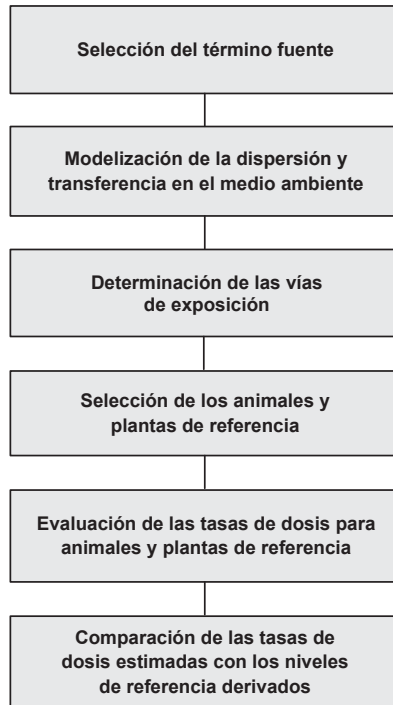 Selección del término fuente
Modelización de la dispersión y
transferencia en el medio ambiente
Determinación de las vías
de exposición
Selección de los animales y
plantas de referencia
Evaluación de las tasas de dosis para
animales y plantas de referencia
Comparación de las tasas de
dosis estimadas con los niveles
de referencia derivados